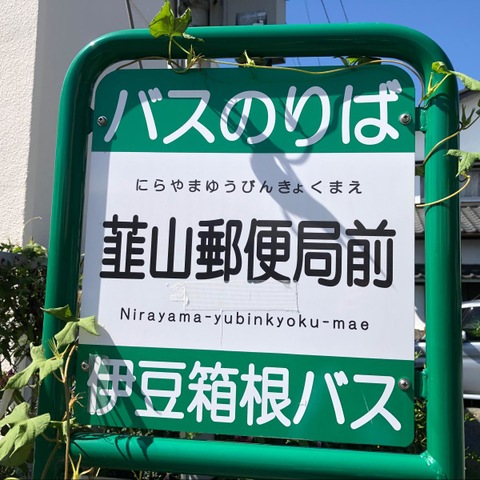 バスのりば
にらやまゆうびんきょくまえ
韮山郵便局前
Nirayama-yubinkyoku-mae
伊豆箱根バス